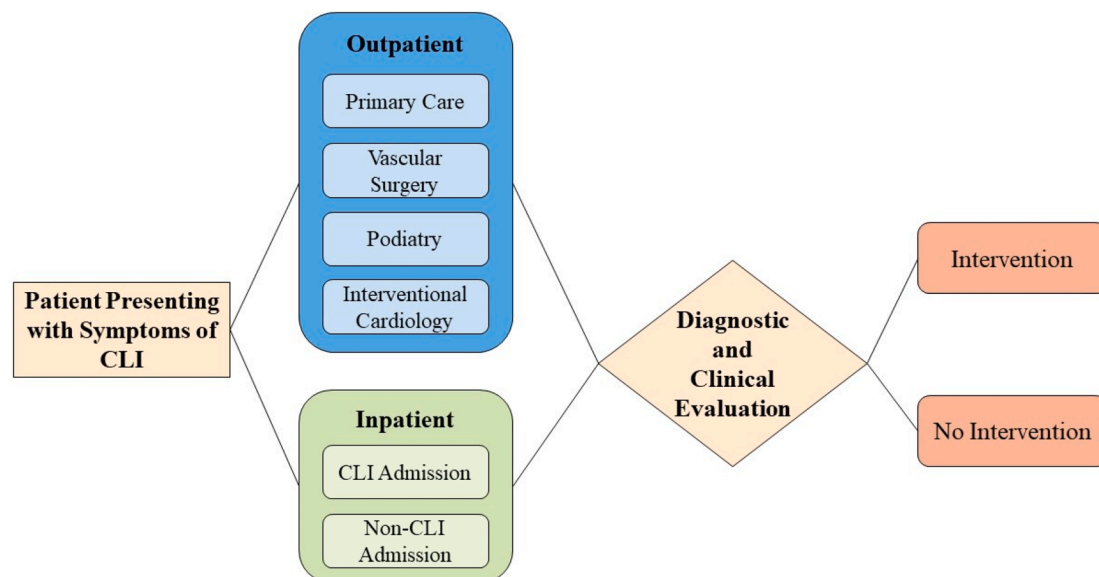 Patient Presenting
with Symptoms of
CLI
Outpatient
Primary Care
Vascular
Surgery
Podiatry
Interventional
Cardiology
Inpatient
CLI Admission
Non-CLI
Admission
Diagnostic
and
Clinical
Evaluation
Intervention
No Intervention